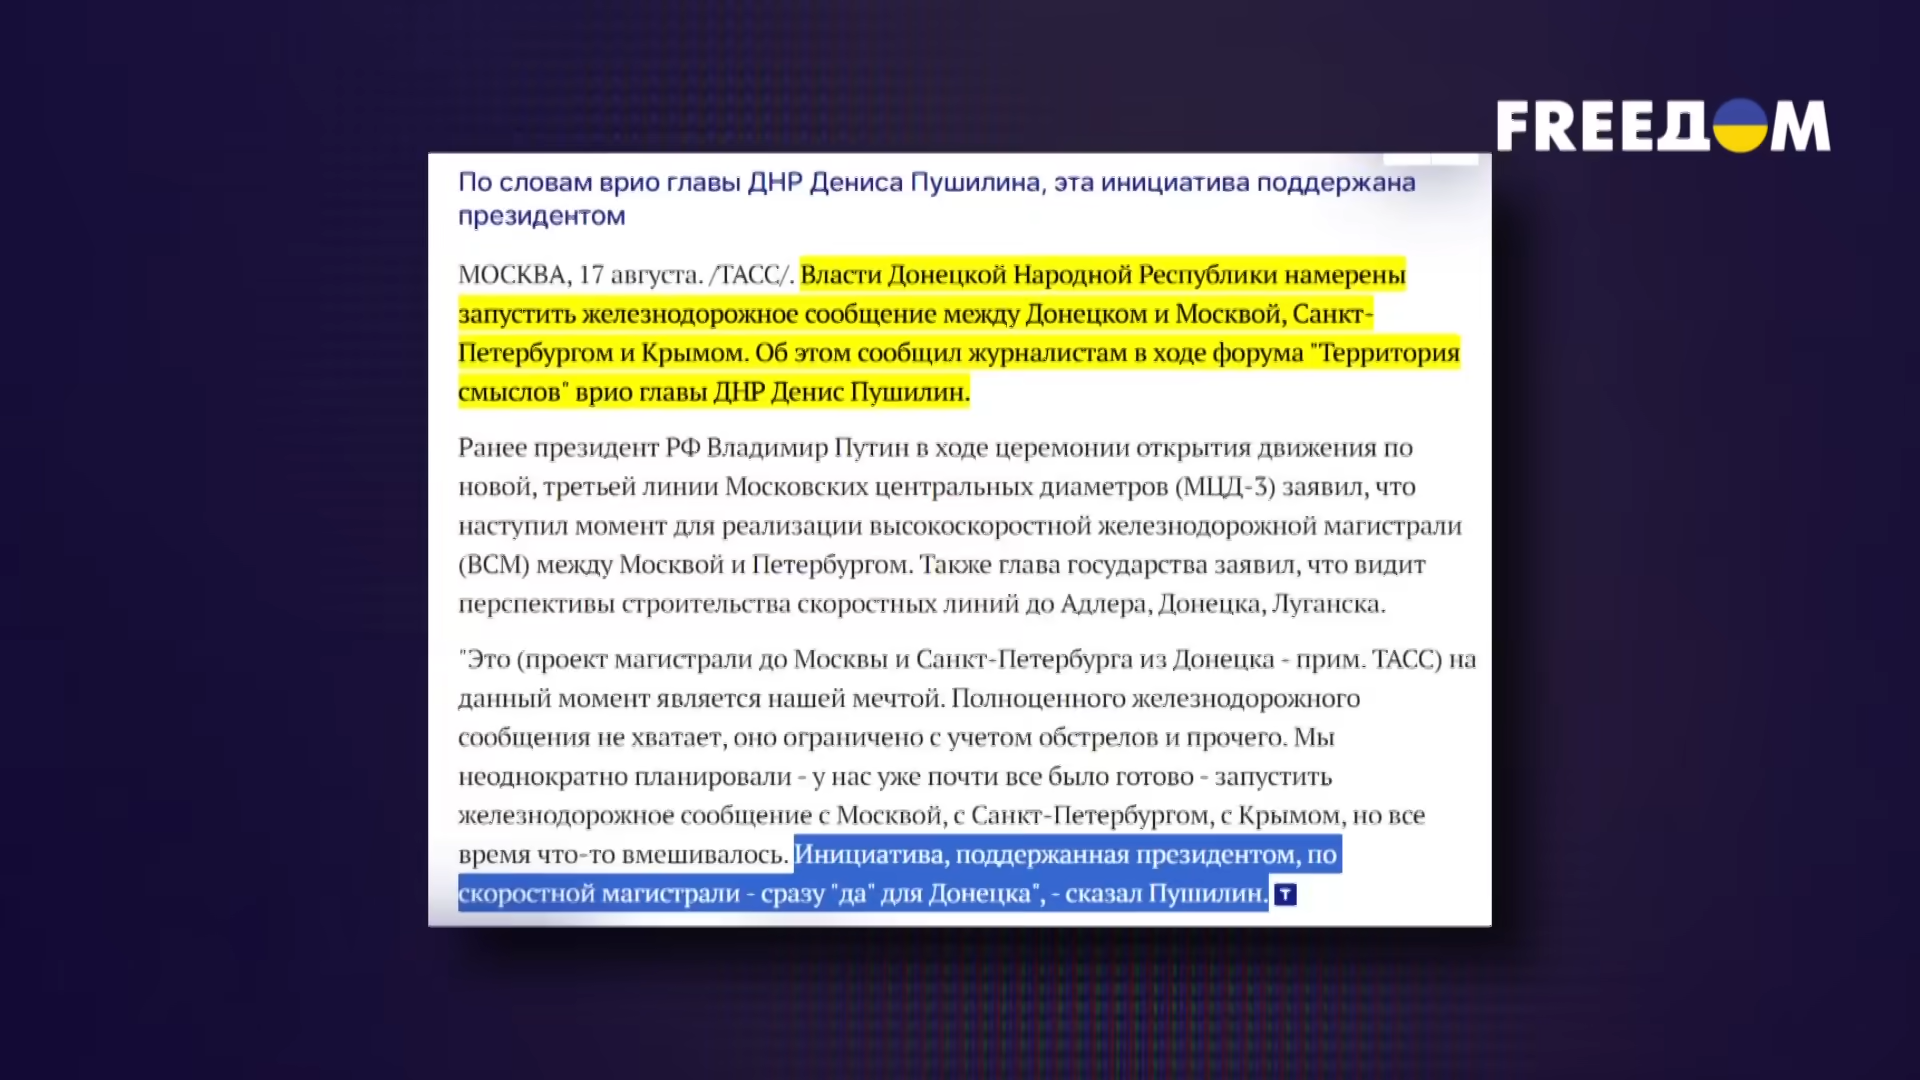 FREEДOM
По словам врио главы ДНР Дениса Пушилина, эта инициатива поддержана
президентом
МОСКВА, 17 августа. /ТАСС/. Власти Донецкой Народной Республики намерены
запустить железнодорожное сообщение между Донецком и Москвой, Санкт-
Петербургом и Крымом. Об этом сообщил журналистам в ходе форума "Территория
смыслов" врио главы ДНР Денис Пушилин.
Ранее президент РФ Владимир Путин в ходе церемонии открытия движения по
новой, третьей линии Московских центральных диаметров (МЦД-3) заявил, что
наступил момент для реализации высокоскоростной железнодорожной магистрали
(ВСМ) между Москвой и Петербургом. Также глава государства заявил, что видит
перспективы строительства скоростных линий до Адлера, Донецка, Луганска.
"Это (проект магистрали до Москвы и Санкт-Петербурга из Донецка - прим. ТАСС) на
данный момент является нашей мечтой. Полноценного железнодорожного
сообщения не хватает, оно ограничено с учетом обстрелов и прочего. Мы
неоднократно планировали - у нас уже почти все было готово - запустить
железнодорожное сообщение с Москвой, с Санкт-Петербургом, с Крымом, но все
время что-то вмешивалось. Инициатива, поддержанная президентом, по
скоростной магистрали - сразу "да" для Донецка", - сказал Пушилин. Т